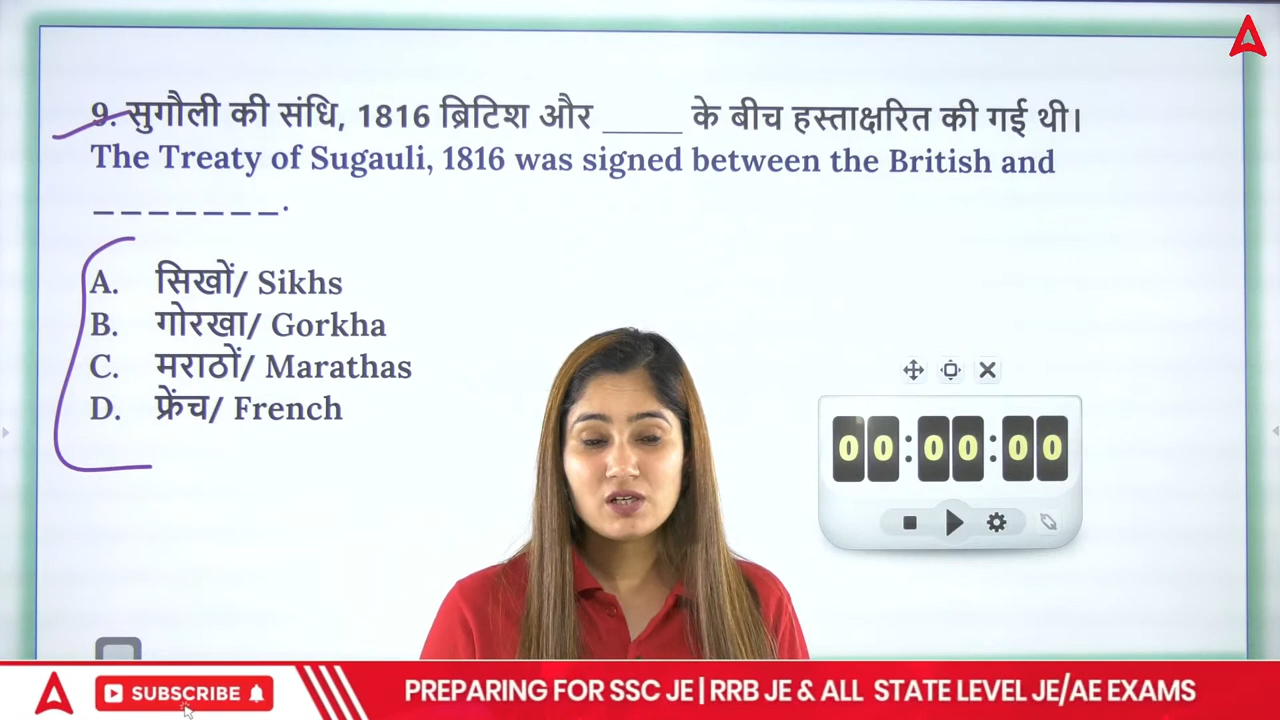 9. सुगौली की संधि, 1816 ब्रिटिश और _____ के बीच हस्ताक्षरित की गई थी।
The Treaty of Sugauli, 1816 was signed between the British and
_______.
A. सिखों/ Sikhs
B. गोरखा/ Gorkha
C. मराठों/ Marathas
D. फ्रेंच/ French
00:00:00
SUBSCRIBE
PREPARING FOR SSC JE | RRB JE & ALL STATE LEVEL JE/AE EXAMS